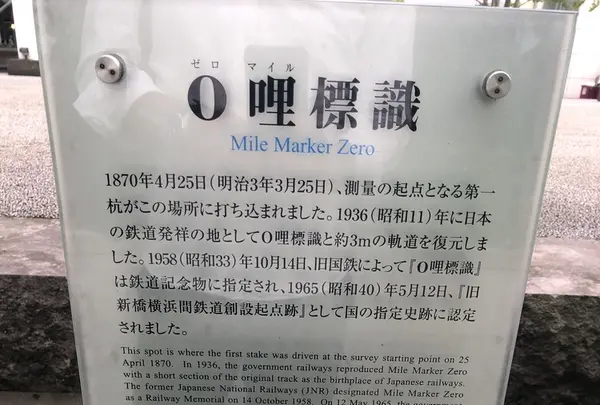 ゼロ マイル
0哩標識
Mile Marker Zero
1870年4月25日(明治3年3月25日)、測量の起点となる第一
杭がこの場所に打ち込まれました。1936(昭和11)年に日本
の鉄道発祥の地として0哩標識と約3mの軌道を復元しま
した。1958(昭和33)年10月14日、旧国鉄によって『0哩標識』
は鉄道記念物に指定され、1965(昭和40)年5月12日、『旧
新橋横浜間鉄道創設起点跡』として国の指定史跡に認定
されました。
This spot is where the first stake was driven at the survey starting point on 25
April 1870. In 1936, the government railways reproduced Mile Marker Zero
with a short section of the original track as the birthplace of Japanese railways.
The former Japanese National Railways (JNR) designated Mile Marker Zero
as a Railway Memorial on 14 October 1958. On 12 May 1965, the government